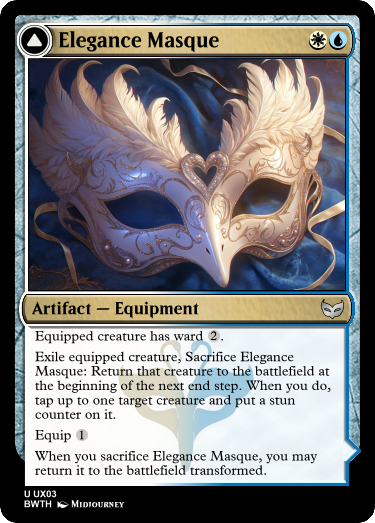 Elegance Masque
Artifact — Equipment
Equipped creature has ward 2.
Exile equipped creature, Sacrifice Elegance
Masque: Return that creature to the battlefield at
the beginning of the next end step. When you do,
tap up to one target creature and put a stun
counter on it.
Equip 1
When you sacrifice Elegance Masque, you may
return it to the battlefield transformed.
U UX03
BWTH Midjourney